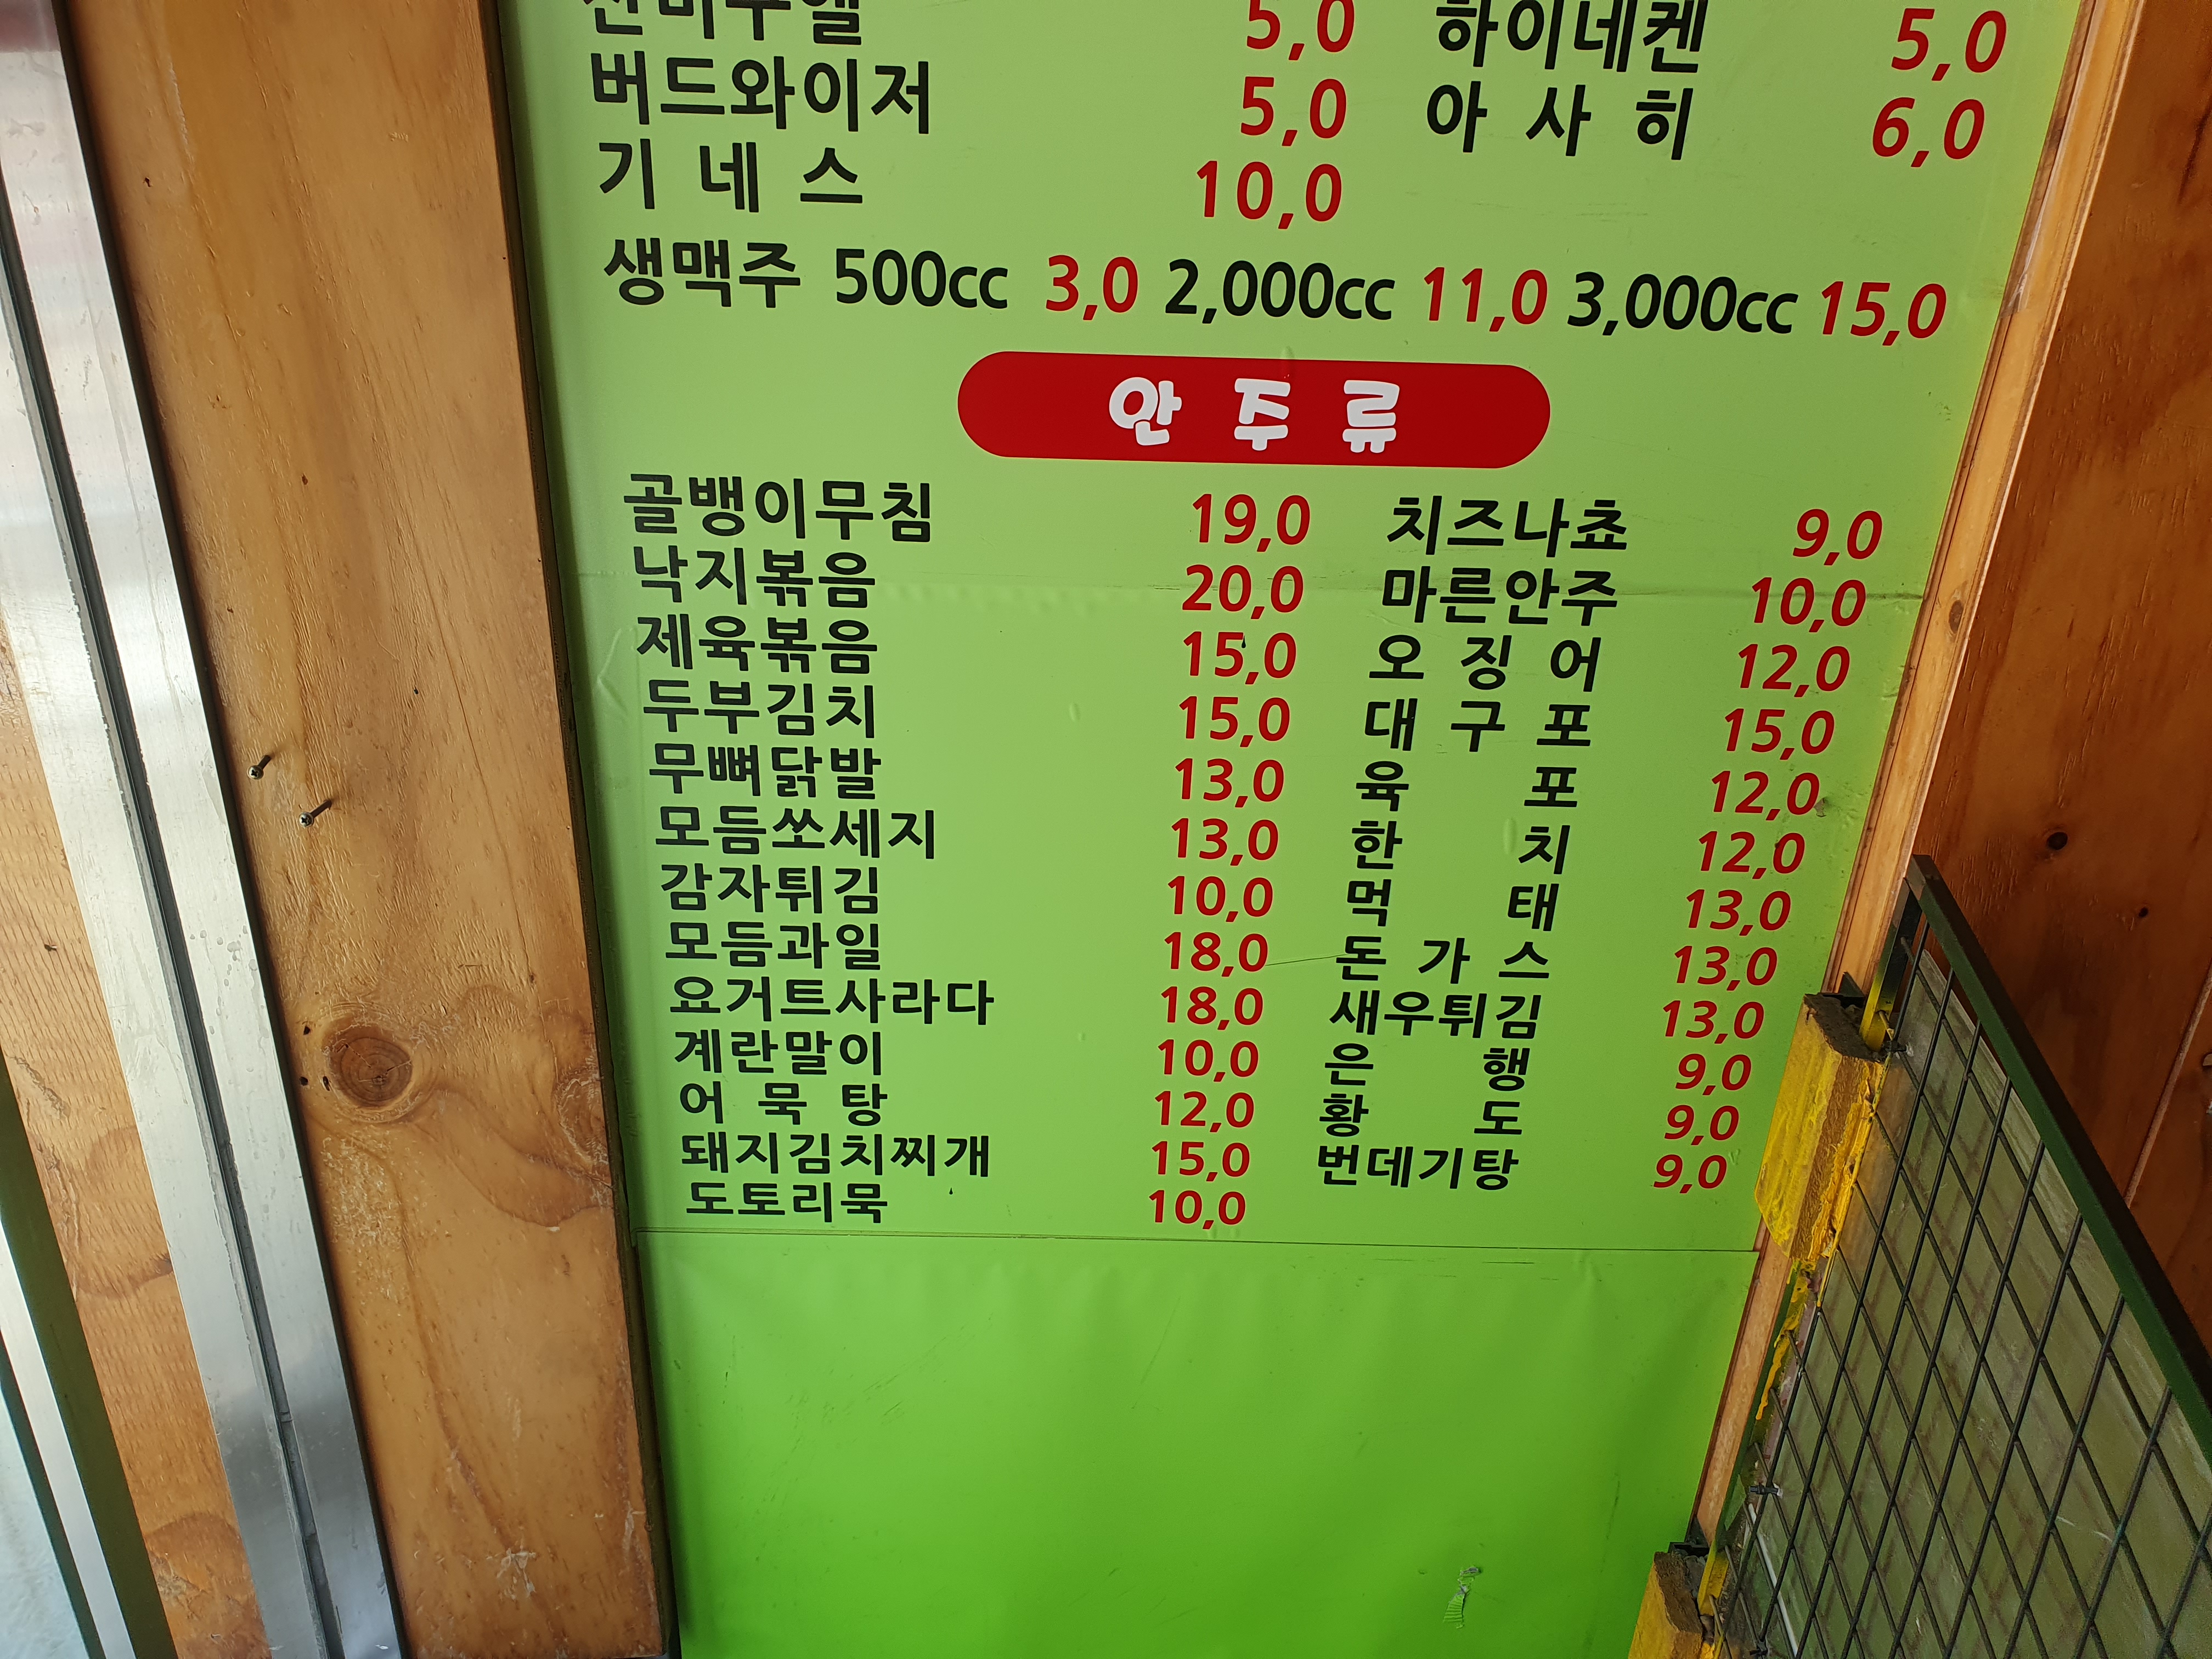 5,0 하이네켄 5,0
버드와이저 5,0 아 사 히 6,0
기 네 스 10,0
생맥주 500cc 3,0 2,000cc 11,0 3,000cc 15,0
안 주 류
골뱅이무침 19,0 치즈나쵸 9,0
낙지볶음 20,0 마른안주 10,0
제육볶음 15,0 오 징 어 12,0
두부김치 15,0 대 구 포 15,0
무뼈닭발 13,0 육 포 12,0
모듬쏘세지 13,0 한 치 12,0
감자튀김 10,0 먹 태 13,0
모듬과일 18,0 돈 가 스 13,0
요거트사라다 18,0 새우튀김 13,0
계란말이 10,0 은 행 9,0
어 묵 탕 12,0 황 도 9,0
돼지김치찌개 15,0 번데기탕 9,0
도토리묵 10,0